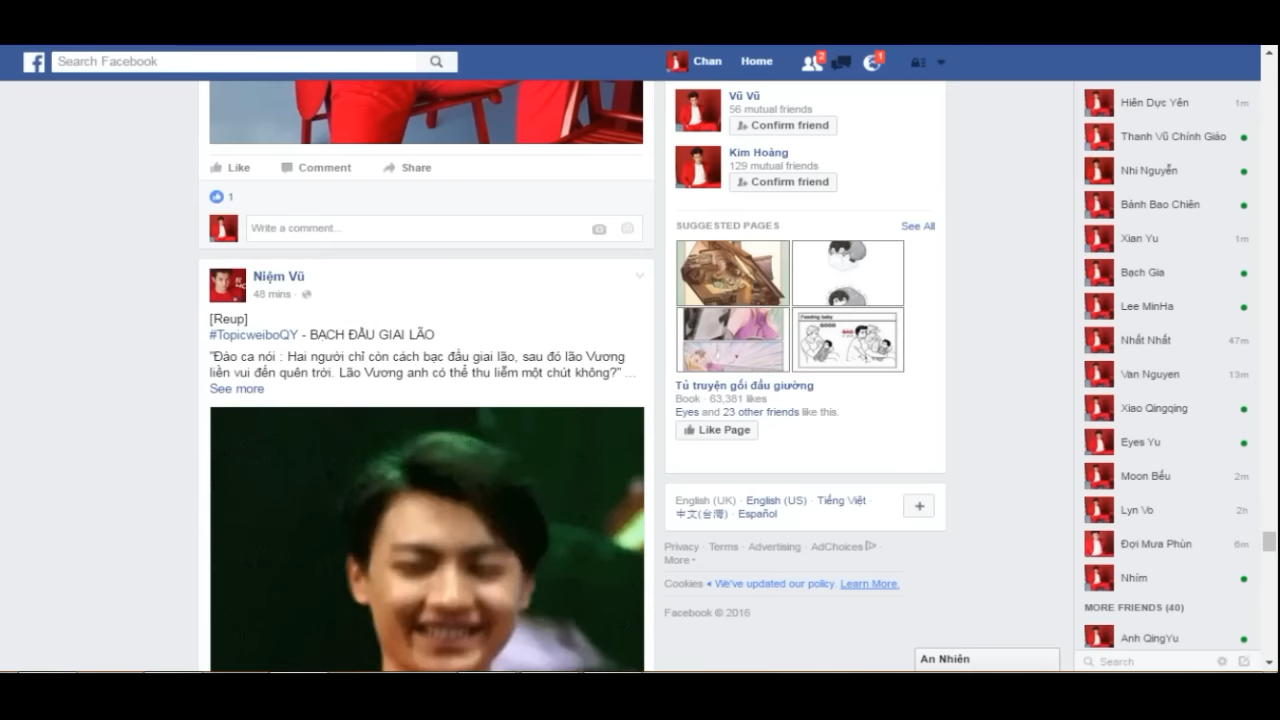 Search Facebook
Chan
Home
2
1
Like
Comment
Share
1
Write a comment...
Niệm Vũ
48 mins ·
[Reup]
#TopicweiboQY - BẠCH ĐẦU GIAI LÃO
"Đào ca nói : Hai người chỉ còn cách bạc đầu giai lão, sau đó lão Vương
liền vui đến quên trời. Lão Vương anh có thể thu liễm một chút không?" ...
See more
Vũ Vũ
56 mutual friends
Confirm friend
Kim Hoàng
129 mutual friends
Confirm friend
SUGGESTED PAGES
See All
Feeding baby
GOOD
BAD
Tủ truyện gối đầu giường
Book · 63,381 likes
Eyes and 23 other friends like this.
Like Page
English (UK) · English (US) · Tiếng Việt ·
中文(台灣) · Español
Privacy · Terms · Advertising · AdChoices ·
More
Cookies
We've updated our policy. Learn More.
Facebook © 2016
An Nhiên
Hiên Dực Yên 1m
Thanh Vũ Chính Giáo
Nhi Nguyễn
Bánh Bao Chiên
Xian Yu 1m
Bạch Gia
Lee MinHa
Nhất Nhất 47m
Van Nguyen 13m
Xiao Qingqing
Eyes Yu
Moon Bều 2m
Lyn Vo 2h
Đợi Mưa Phùn 6m
Nhím
MORE FRIENDS (40)
Anh QingYu
Search